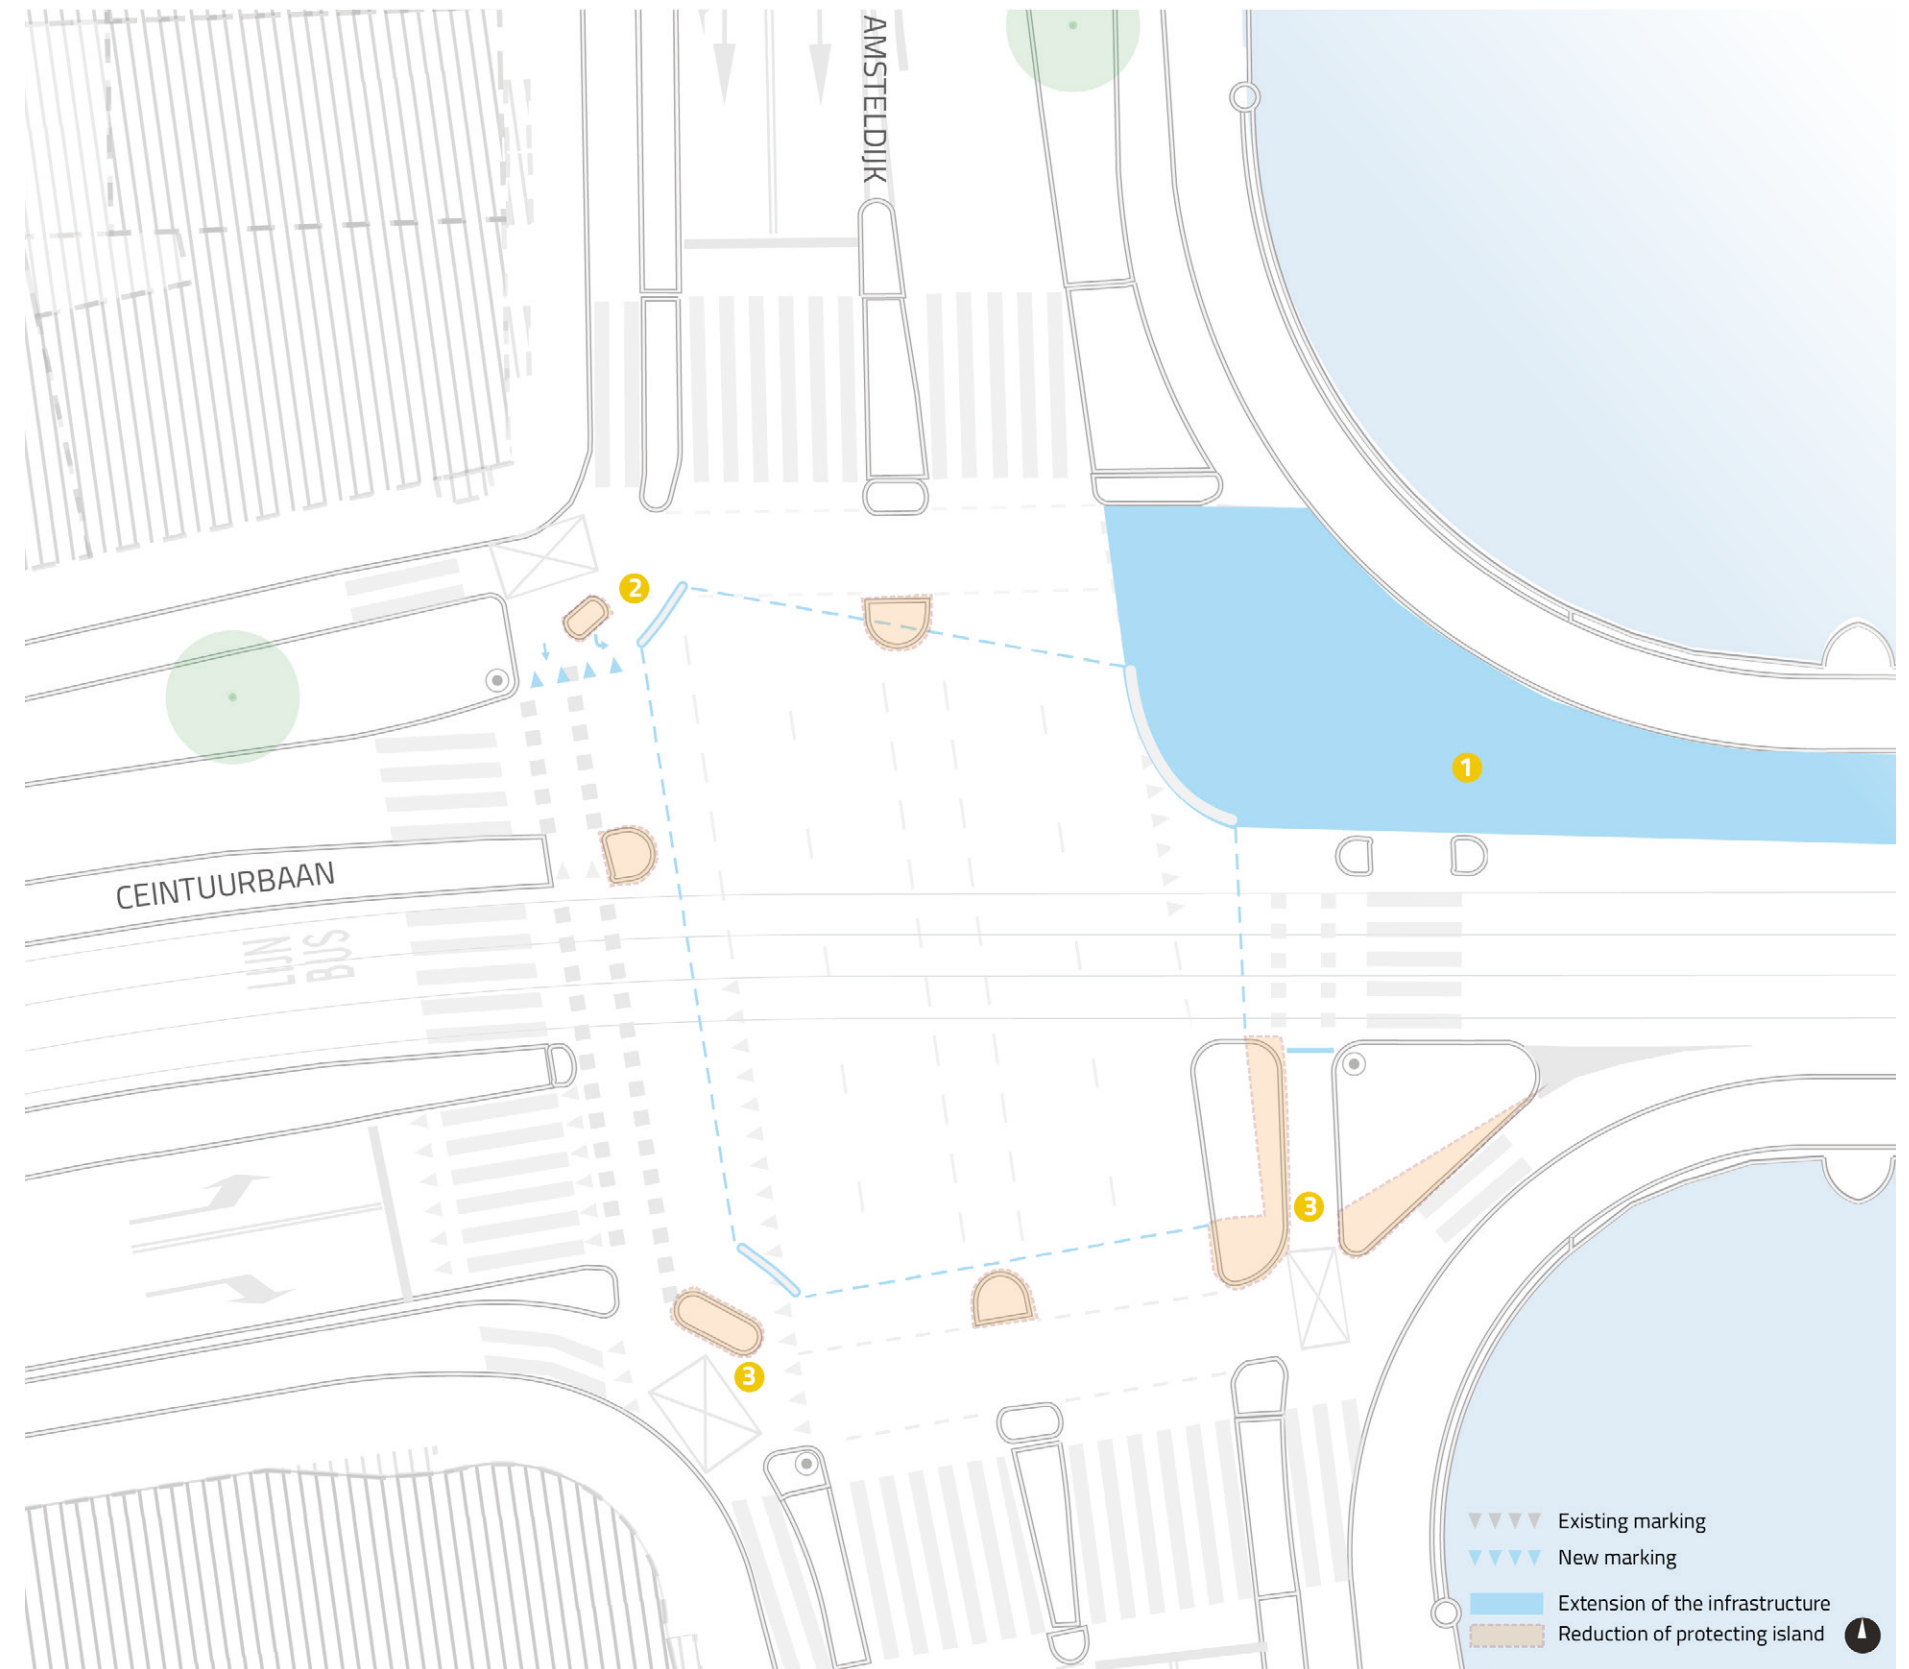 AMSTELDIJK
2
1
CEINTUURBAAN
LIJN
BUS
3
3
Existing marking
New marking
Extension of the infrastructure
Reduction of protecting island